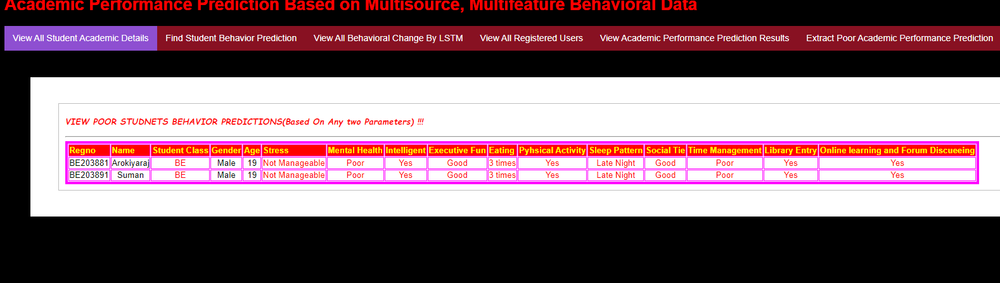 Academic Performance Prediction Based on Multisource, Multifeature Behavioral Data
View All Student Academic Details Find Student Behavior Prediction View All Behavioral Change By LSTM View All Registered Users View Academic Performance Prediction Results Extract Poor Academic Performance Prediction
VIEW POOR STUDNETS BEHAVIOR PREDICTIONS(Based On Any two Parameters) !!!
Regno Name Student Class Gender Age Stress Mental Health Intelligent Executive Fun Eating Pyhsical Activity Sleep Pattern Social Tie Time Management Library Entry Online learning and Forum Discueeing
BE203881 Arokiyaraj BE Male 19 Not Manageable Poor Yes Good 3 times Yes Late Night Good Poor Yes Yes
BE203891 Suman BE Male 19 Not Manageable Poor Yes Good 3 times Yes Late Night Good Poor Yes Yes